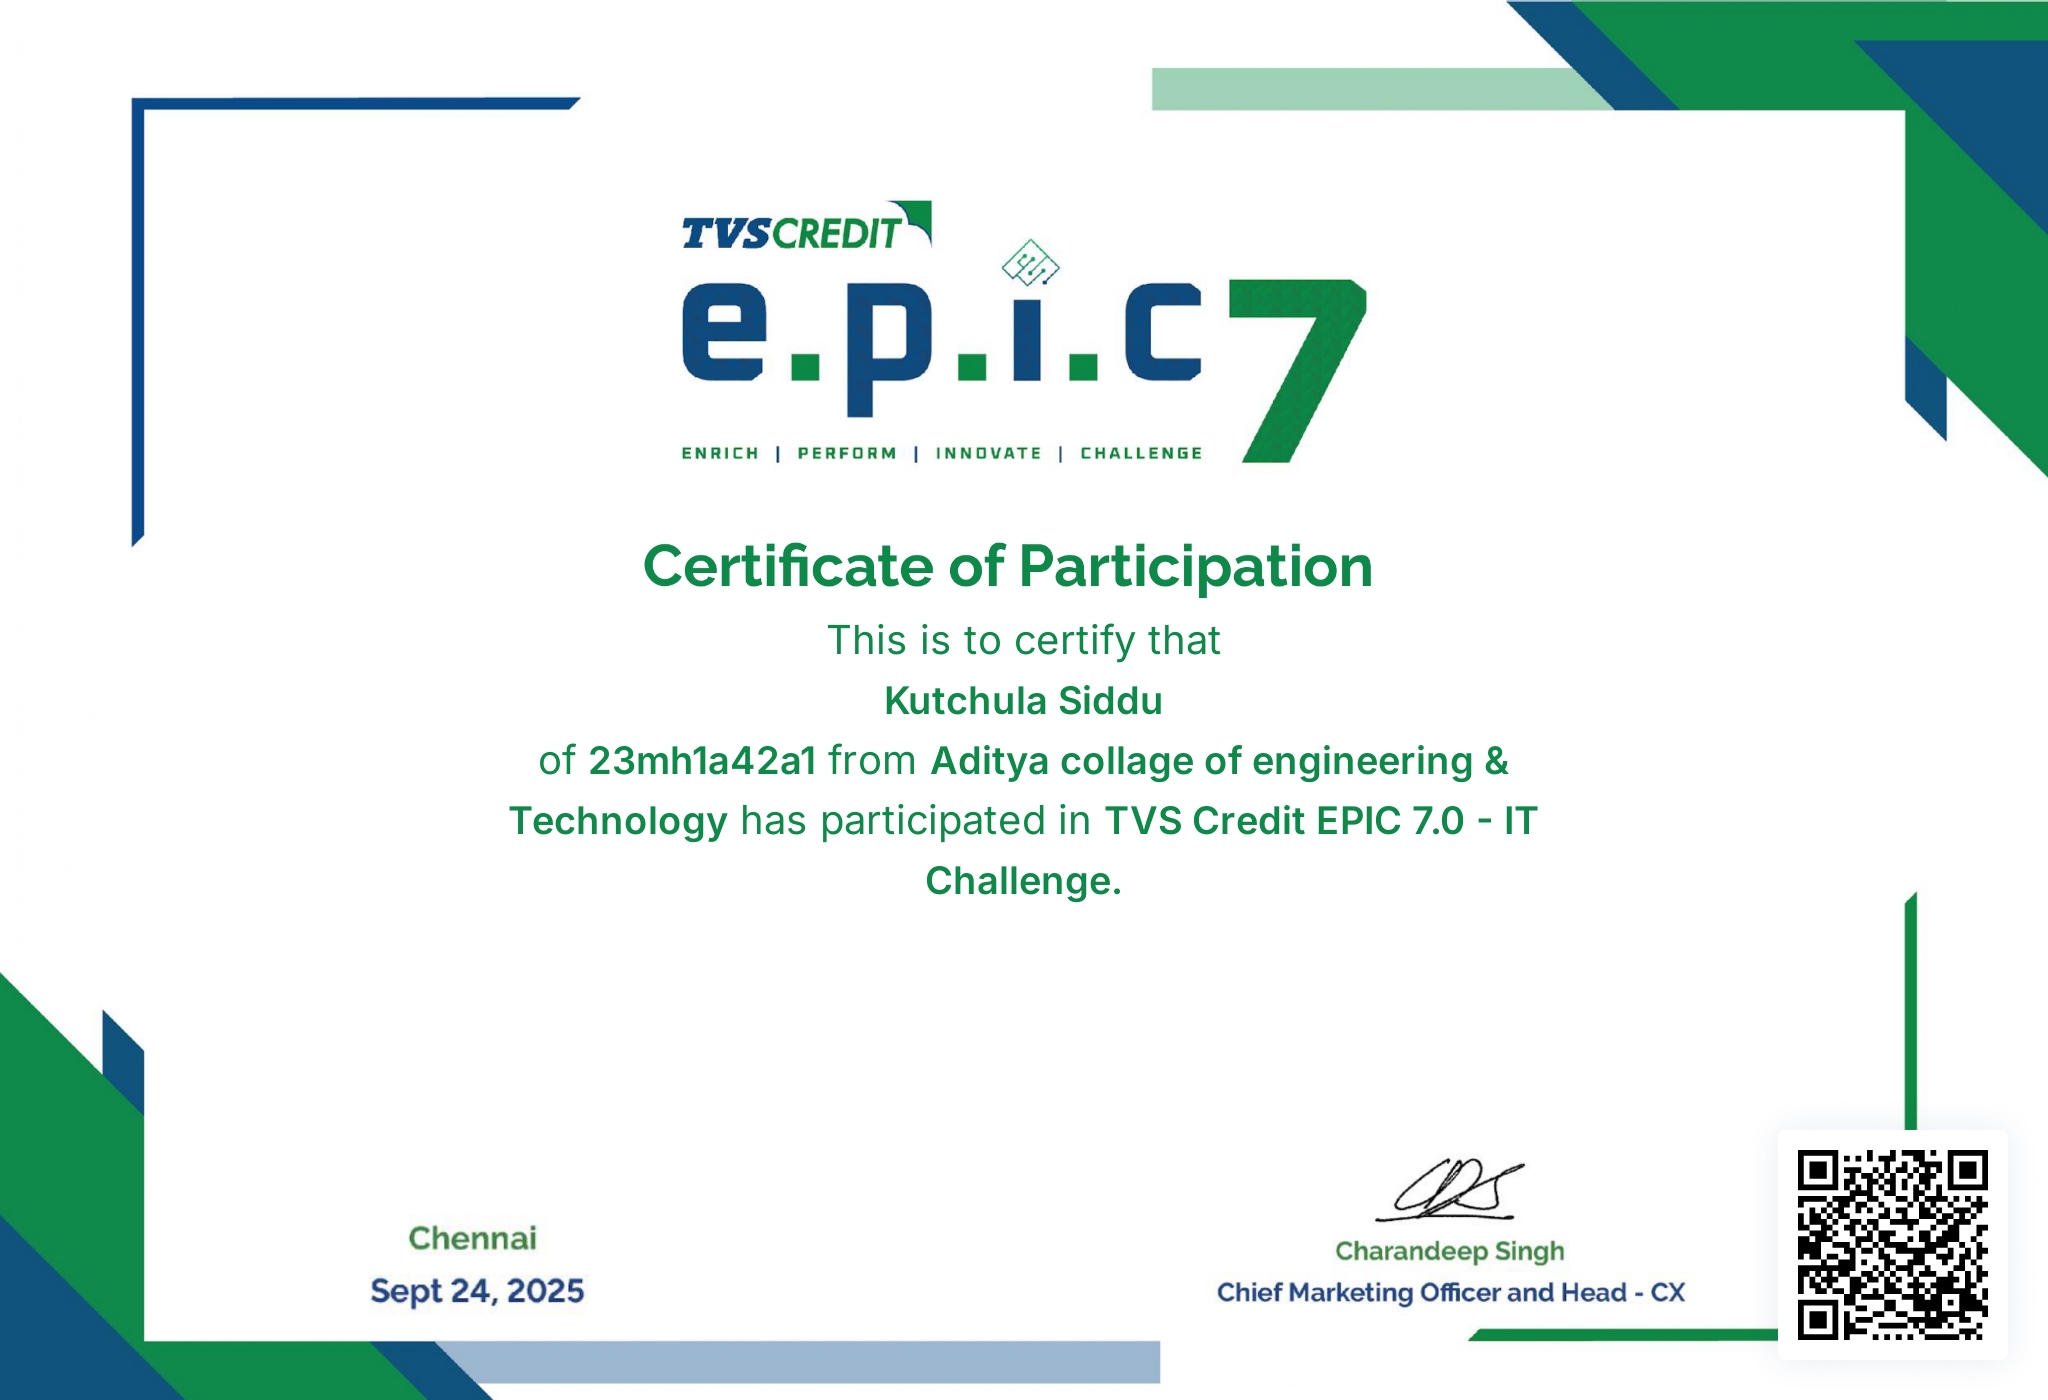 TVS CREDIT
e.p.i.c 7
ENRICH | PERFORM | INNOVATE | CHALLENGE
Certificate of Participation
This is to certify that
Kutchula Siddu
of 23mh1a42a1 from Aditya collage of engineering &
Technology has participated in TVS Credit EPIC 7.0 - IT
Challenge.
Chennai
Sept 24, 2025
Charandeep Singh
Chief Marketing Officer and Head - CX